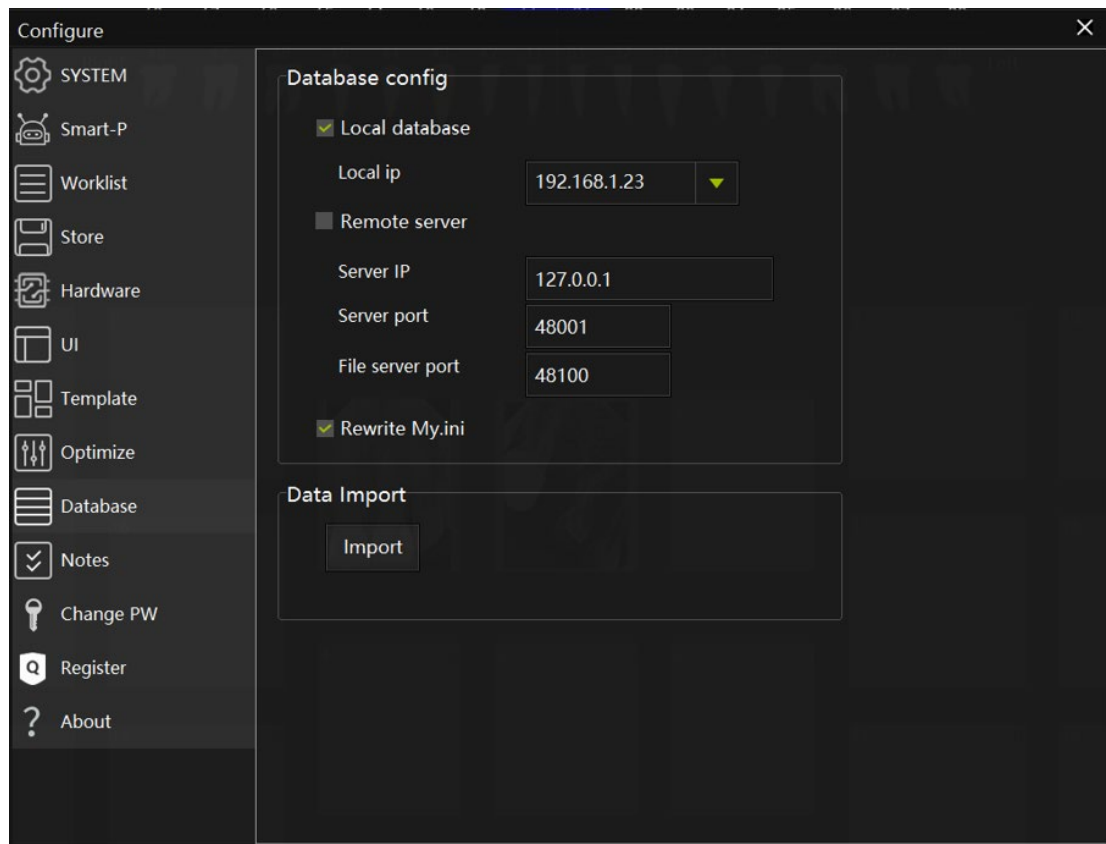 Configure
SYSTEM
Smart-P
Worklist
Store
Hardware
UI
Template
Optimize
Database
Notes
Change PW
Register
About
Database config
Local database
Local ip
192.168.1.23
Remote server
Server IP
127.0.0.1
Server port
48001
File server port
48100
Rewrite My.ini
Data Import
Import